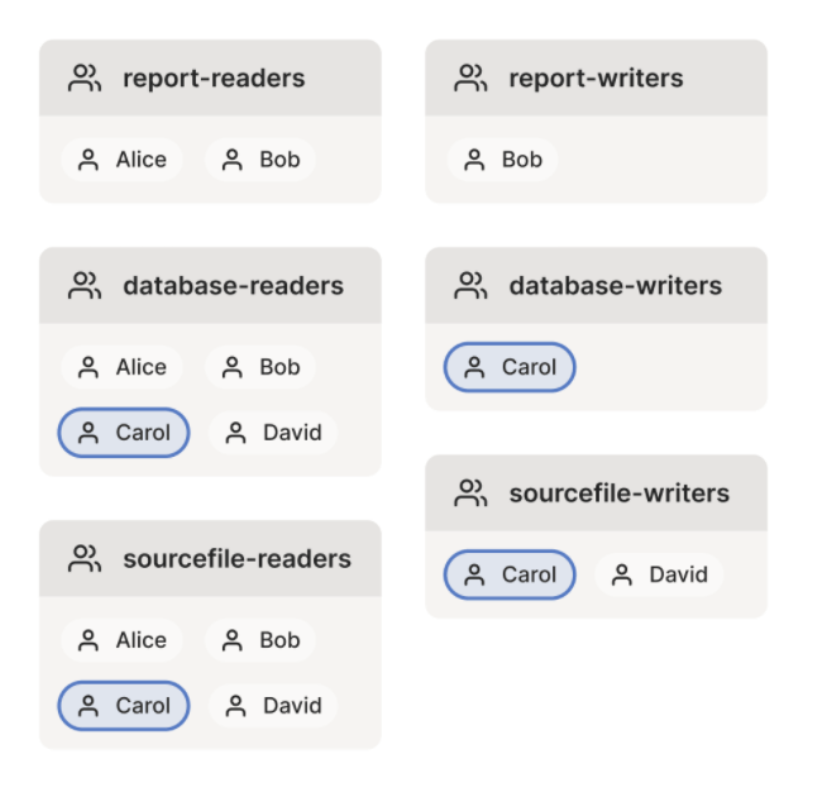 report-readers
Alice Bob
report-writers
Bob
database-readers
Alice Bob
Carol David
database-writers
Carol
sourcefile-readers
Alice Bob
Carol David
sourcefile-writers
Carol David